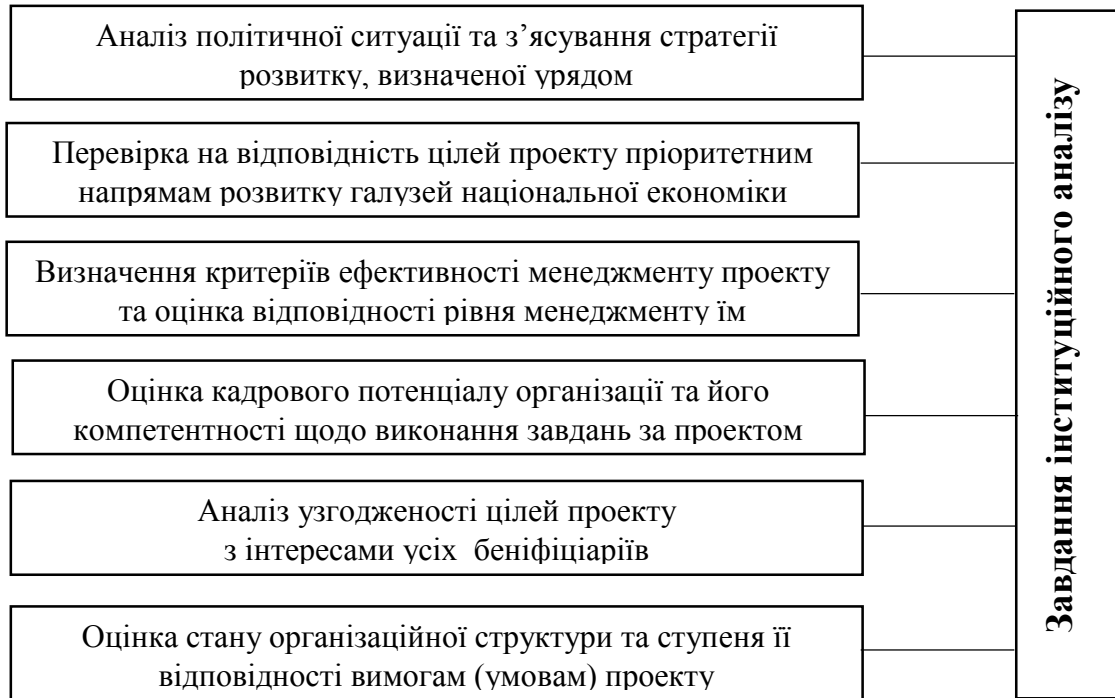 Аналіз політичної ситуації та з’ясування стратегії
розвитку, визначеної урядом
Перевірка на відповідність цілей проекту пріоритетним
напрямам розвитку галузей національної економіки
Визначення критеріїв ефективності менеджменту проекту
та оцінка відповідності рівня менеджменту їм
Оцінка кадрового потенціалу організації та його
компетентності щодо виконання завдань за проектом
Аналіз узгодженості цілей проекту
з інтересами усіх беніфіціаріїв
Оцінка стану організаційної структури та ступеня її
відповідності вимогам (умовам) проекту
Завдання інституційного аналізу